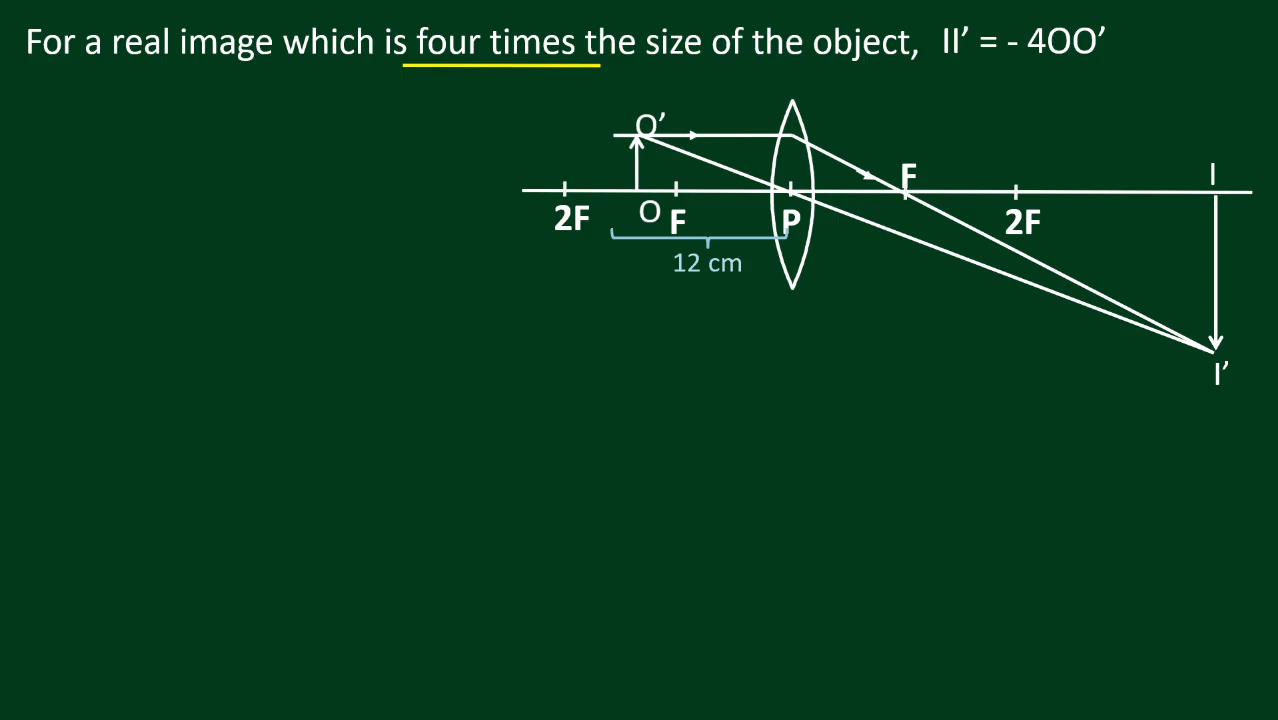 For a real image which is four times the size of the object, II’ = - 4OO’
O’
F
I
2F
O
F
P
2F
12 cm
I’